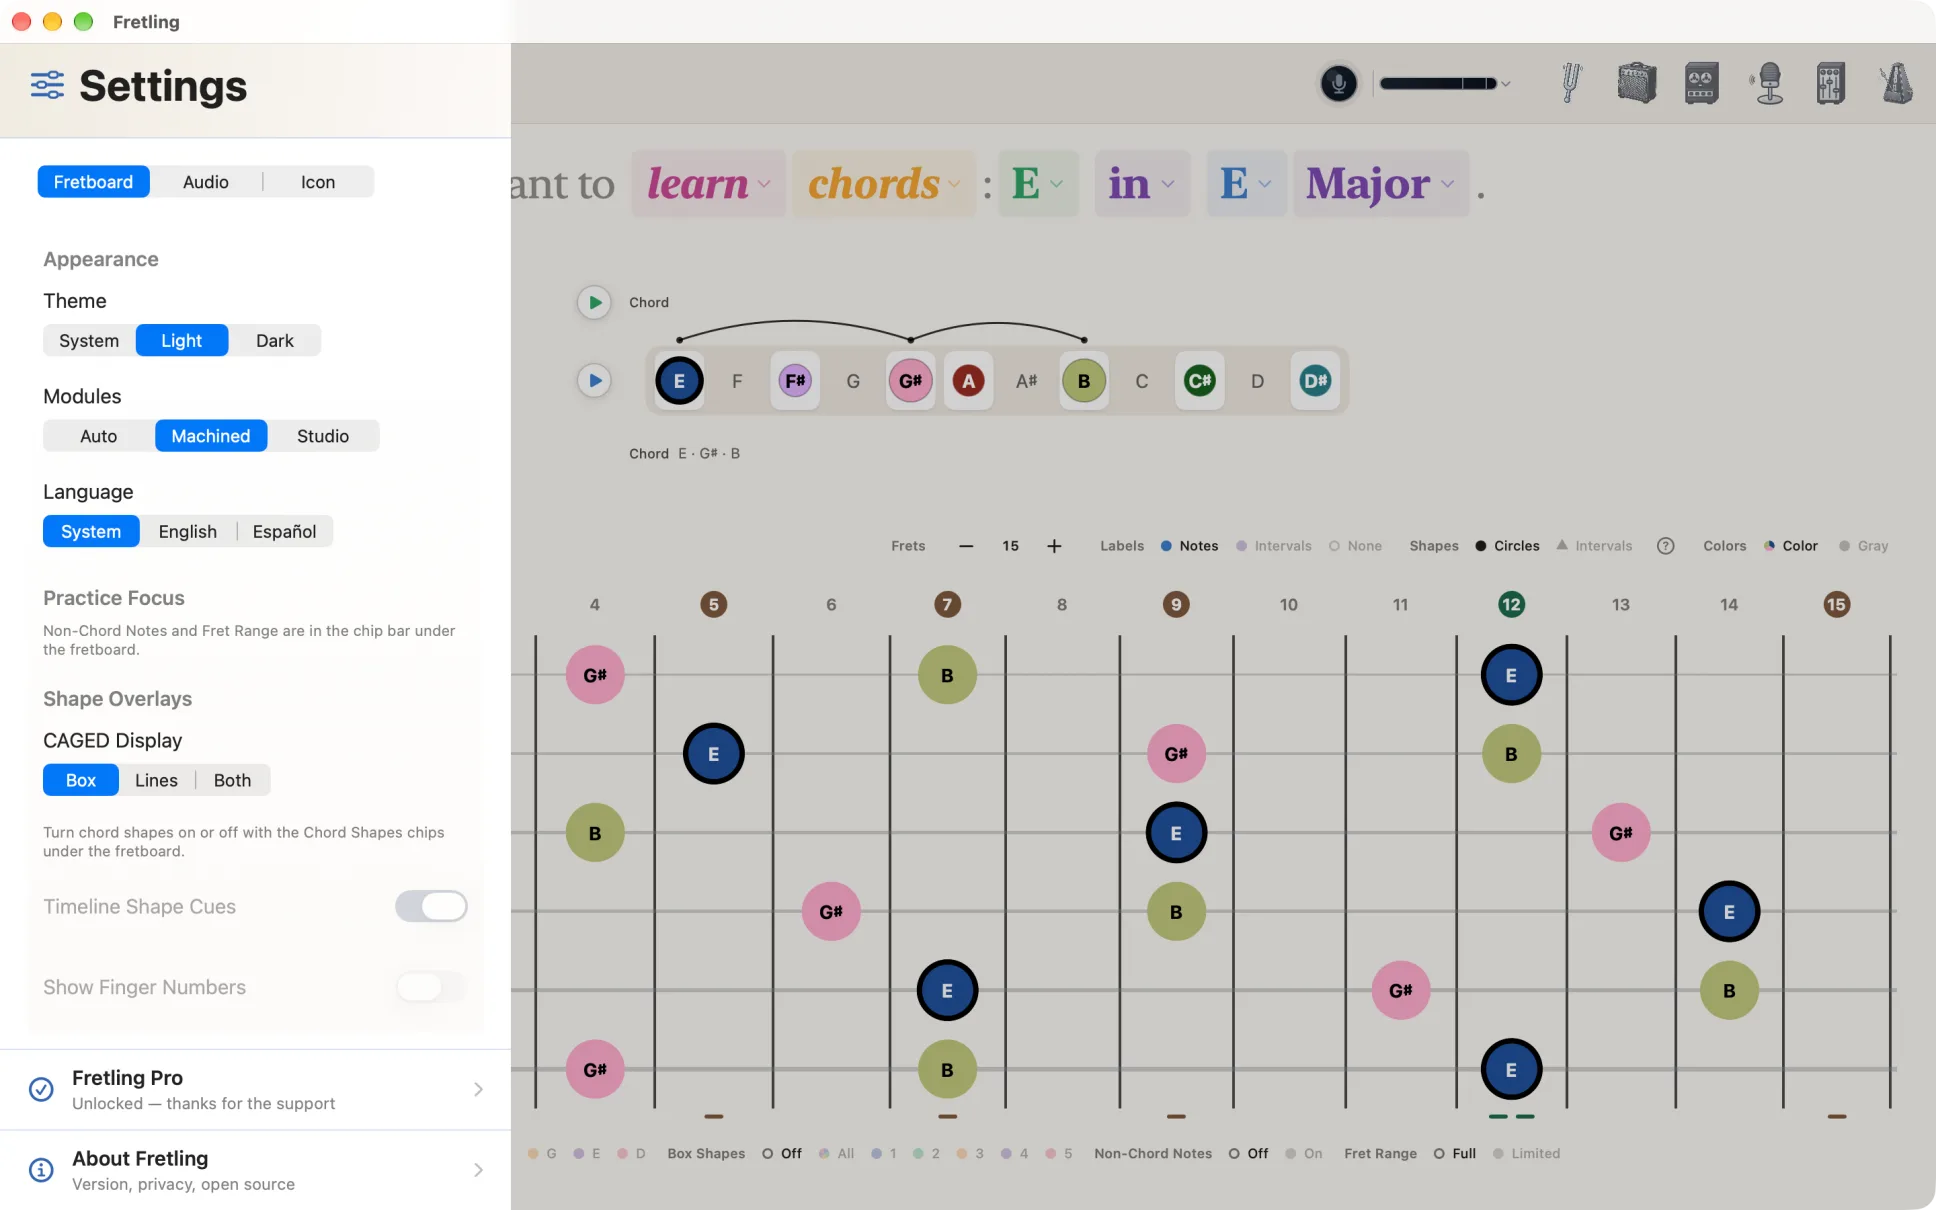 Fretling
Settings
Fretboard Audio Icon
Appearance
Theme
System Light Dark
Modules
Auto Machined Studio
Language
System English Español
Practice Focus
Non-Chord Notes and Fret Range are in the chip bar under
the fretboard.
Shape Overlays
CAGED Display
Box Lines Both
Turn chord shapes on or off with the Chord Shapes chips
under the fretboard.
Timeline Shape Cues
Show Finger Numbers
Fretling Pro
Unlocked — thanks for the support
About Fretling
Version, privacy, open source
ant to learn chords : E in E Major .
Chord
E F F# G G# A A# B C C# D D#
Chord E · G# · B
Frets — 15 + Labels Notes Intervals None Shapes Circles Intervals ? Colors Color Gray
4 5 6 7 8 9 10 11 12 13 14 15
G# B E
E G# B
B E G#
G# B E
E G# B
G# B E
G E D Box Shapes Off All 1 2 3 4 5 Non-Chord Notes Off On Fret Range Full Limited